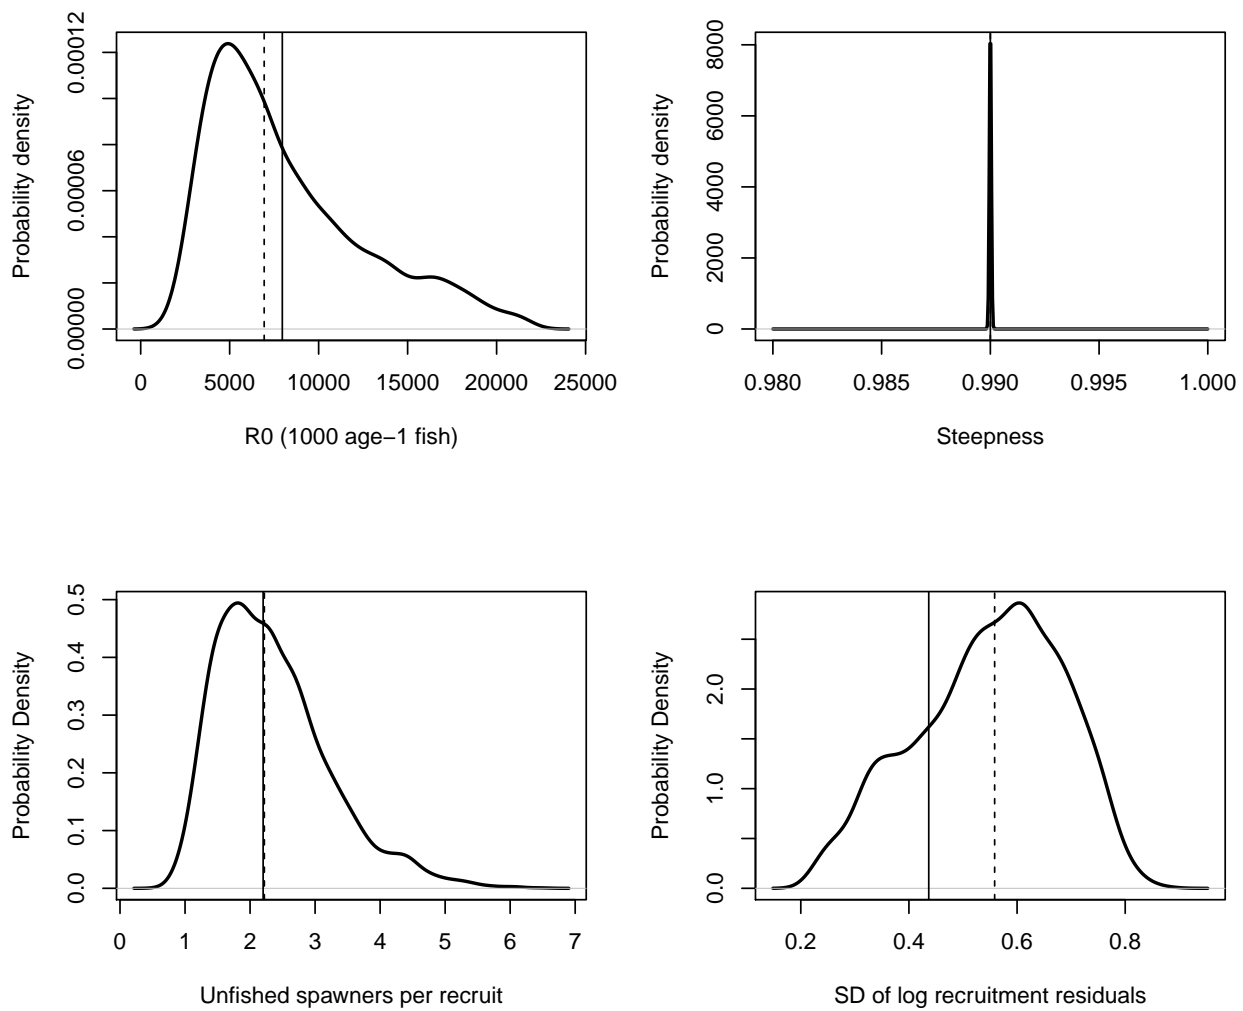 Probability density
0.00000 0.00006 0.00012
0 5000 10000 15000 20000 25000
R0 (1000 age−1 fish)
Probability density
0 2000 4000 6000 8000
0.980 0.985 0.990 0.995 1.000
Steepness
Probability Density
0.0 0.1 0.2 0.3 0.4 0.5
0 1 2 3 4 5 6 7
Unfished spawners per recruit
Probability Density
0.0 1.0 2.0
0.2 0.4 0.6 0.8
SD of log recruitment residuals